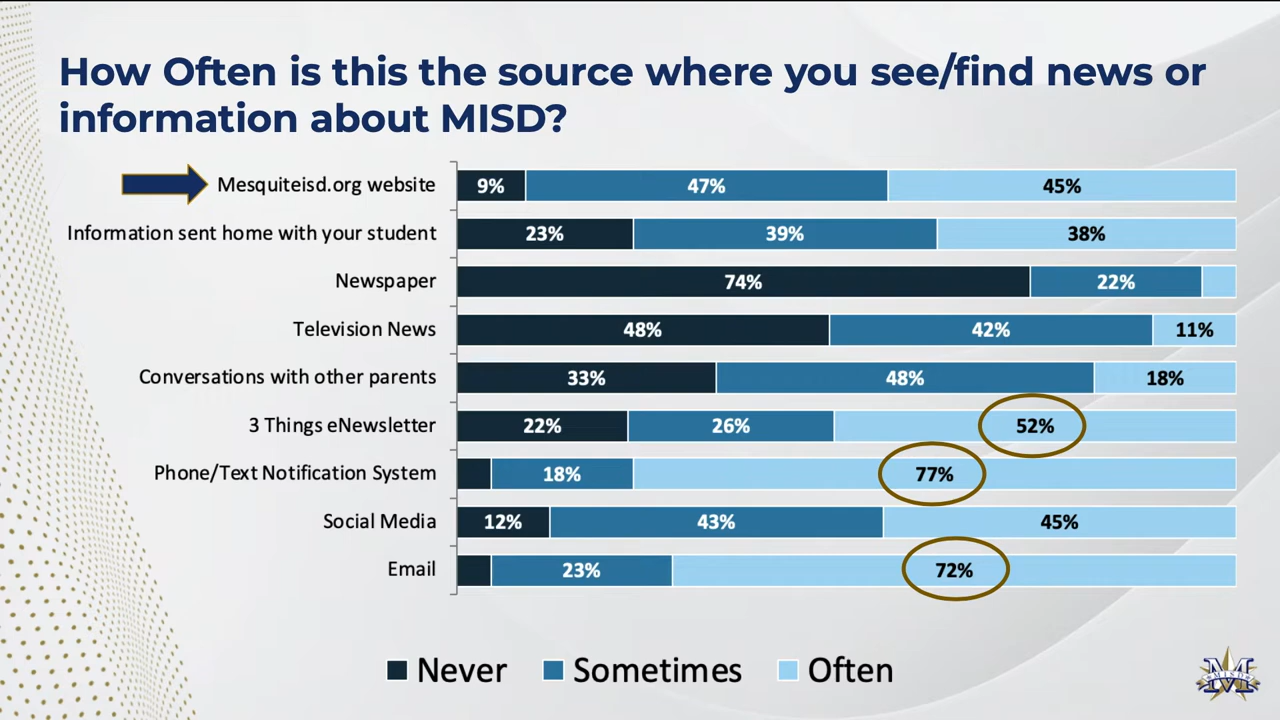 How Often is this the source where you see/find news or
information about MISD?
Mesquiteisd.org website 9% 47% 45%
Information sent home with your student 23% 39% 38%
Newspaper 74% 22%
Television News 48% 42% 11%
Conversations with other parents 33% 48% 18%
3 Things eNewsletter 22% 26% 52%
Phone/Text Notification System 18% 77%
Social Media 12% 43% 45%
Email 23% 72%
Never Sometimes Often
M
MISD